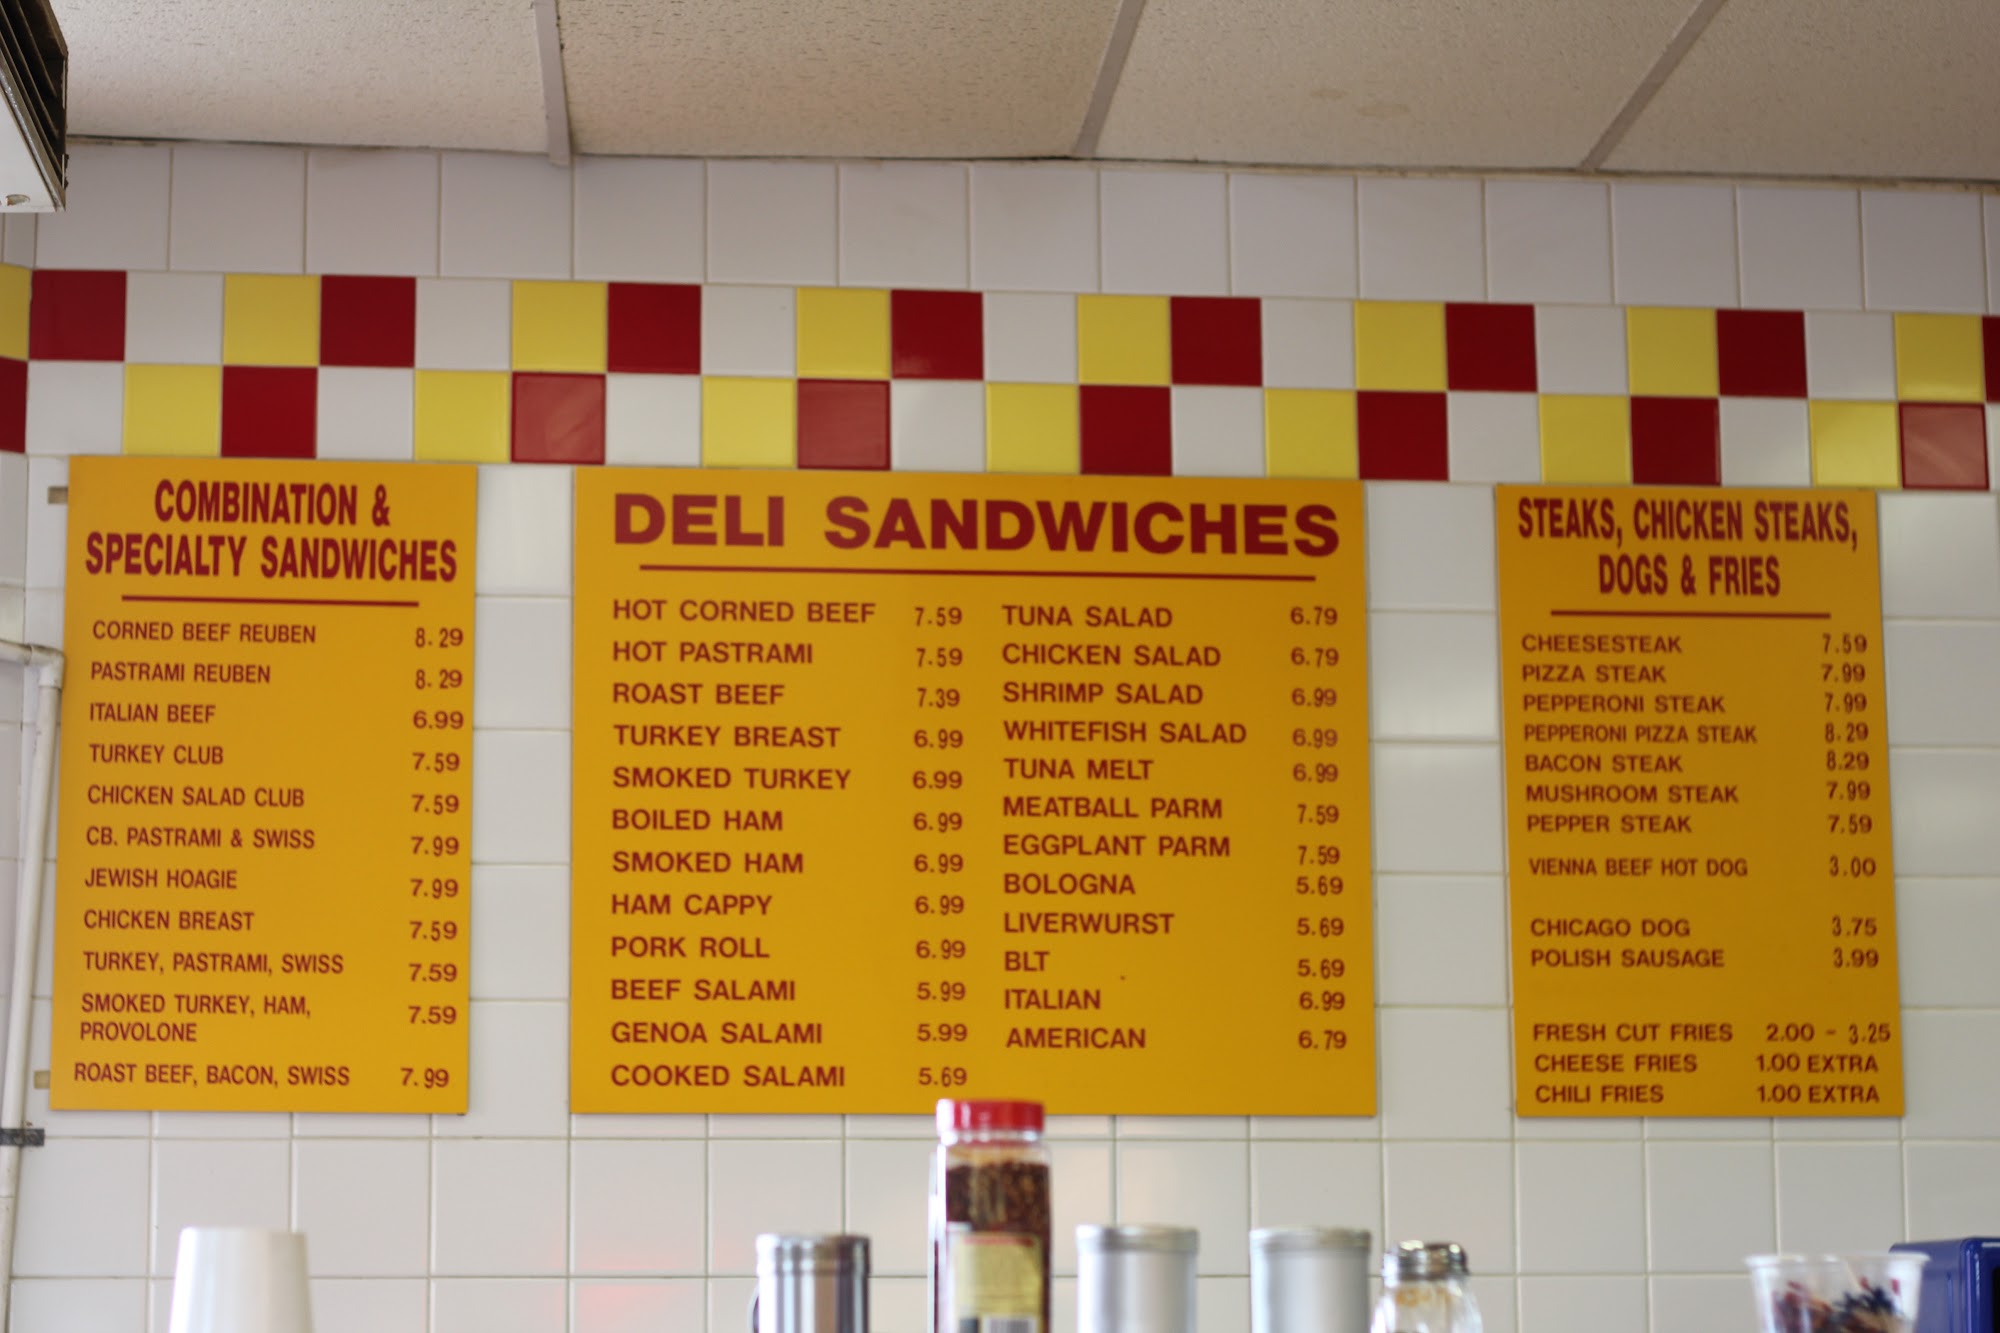 COMBINATION &
SPECIALTY SANDWICHES
CORNED BEEF REUBEN 8.29
PASTRAMI REUBEN 8.29
ITALIAN BEEF 6.99
TURKEY CLUB 7.59
CHICKEN SALAD CLUB 7.59
CB. PASTRAMI & SWISS 7.99
JEWISH HOAGIE 7.99
CHICKEN BREAST 7.59
TURKEY, PASTRAMI, SWISS 7.59
SMOKED TURKEY, HAM, 7.59
PROVOLONE
ROAST BEEF, BACON, SWISS 7.99
DELI SANDWICHES
HOT CORNED BEEF 7.59
HOT PASTRAMI 7.59
ROAST BEEF 7.39
TURKEY BREAST 6.99
SMOKED TURKEY 6.99
BOILED HAM 6.99
SMOKED HAM 6.99
HAM CAPPY 6.99
PORK ROLL 6.99
BEEF SALAMI 5.99
GENOA SALAMI 5.99
COOKED SALAMI 5.69
TUNA SALAD 6.79
CHICKEN SALAD 6.79
SHRIMP SALAD 6.99
WHITEFISH SALAD 6.99
TUNA MELT 6.99
MEATBALL PARM 7.59
EGGPLANT PARM 7.59
BOLOGNA 5.69
LIVERWURST 5.69
BLT 5.69
ITALIAN 6.99
AMERICAN 6.79
STEAKS, CHICKEN STEAKS,
DOGS & FRIES
CHEESESTEAK 7.59
PIZZA STEAK 7.99
PEPPERONI STEAK 7.99
PEPPERONI PIZZA STEAK 8.29
BACON STEAK 8.29
MUSHROOM STEAK 7.99
PEPPER STEAK 7.59
VIENNA BEEF HOT DOG 3.00
CHICAGO DOG 3.75
POLISH SAUSAGE 3.99
FRESH CUT FRIES 2.00 - 3.25
CHEESE FRIES 1.00 EXTRA
CHILI FRIES 1.00 EXTRA